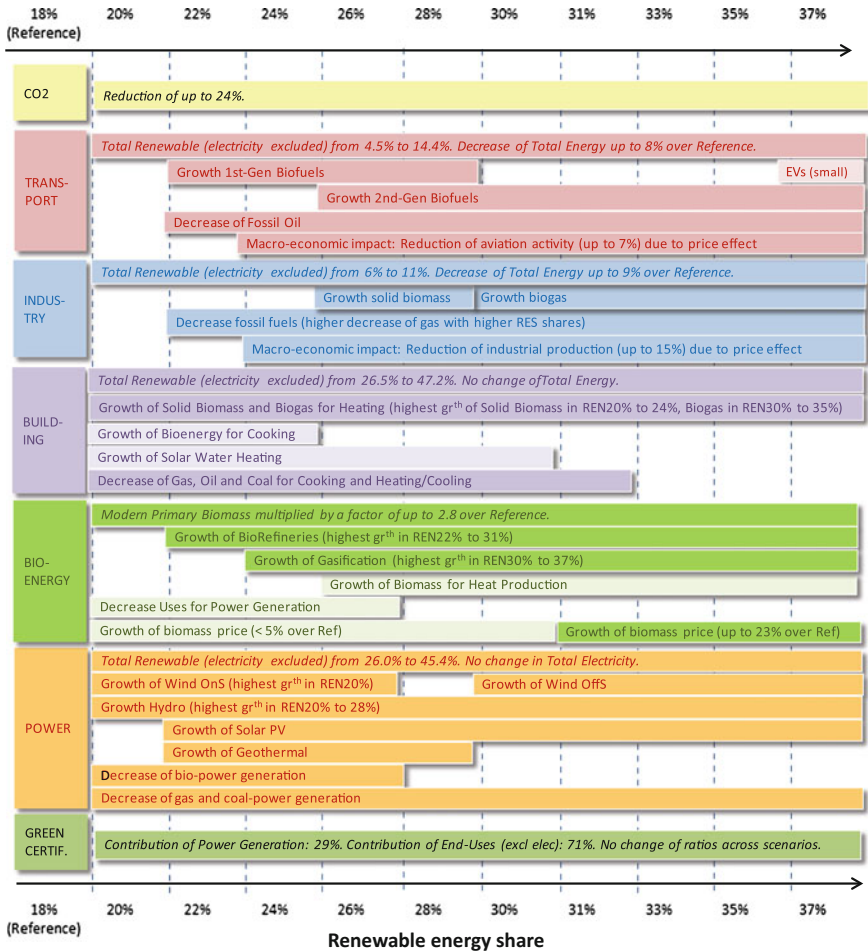 18% 20% 22% 24% 26% 28% 30% 31% 33% 35% 37%
(Reference)
CO2
Reduction of up to 24%.
TRANS-
PORT
Total Renewable (electricity excluded) from 4.5% to 14.4%. Decrease of Total Energy up to 8% over Reference.
Growth 1st-Gen Biofuels
EVs (small)
Growth 2nd-Gen Biofuels
Decrease of Fossil Oil
Macro-economic impact: Reduction of aviation activity (up to 7%) due to price effect
INDUS-
TRY
Total Renewable (electricity excluded) from 6% to 11%. Decrease of Total Energy up to 9% over Reference.
Growth solid biomass
Growth biogas
Decrease fossil fuels (higher decrease of gas with higher RES shares)
Macro-economic impact: Reduction of industrial production (up to 15%) due to price effect
BUILD-
ING
Total Renewable (electricity excluded) from 26.5% to 47.2%. No change ofTotal Energy.
Growth of Solid Biomass and Biogas for Heating (highest grth of Solid Biomass in REN20% to 24%, Biogas in REN30% to 35%)
Growth of Bioenergy for Cooking
Growth of Solar Water Heating
Decrease of Gas, Oil and Coal for Cooking and Heating/Cooling
BIO-
ENERGY
Modern Primary Biomass multiplied by a factor of up to 2.8 over Reference.
Growth of BioRefineries (highest grth in REN22% to 31%)
Growth of Gasification (highest grth in REN30% to 37%)
Growth of Biomass for Heat Production
Decrease Uses for Power Generation
Growth of biomass price (< 5% over Ref)
Growth of biomass price (up to 23% over Ref)
POWER
Total Renewable (electricity excluded) from 26.0% to 45.4%. No change in Total Electricity.
Growth of Wind OnS (highest grth in REN20%)
Growth of Wind OffS
Growth Hydro (highest grth in REN20% to 28%)
Growth of Solar PV
Growth of Geothermal
Decrease of bio-power generation
Decrease of gas and coal-power generation
GREEN
CERTIF.
Contribution of Power Generation: 29%. Contribution of End-Uses (excl elec): 71%. No change of ratios across scenarios.
18% 20% 22% 24% 26% 28% 30% 31% 33% 35% 37%
(Reference)
Renewable energy share